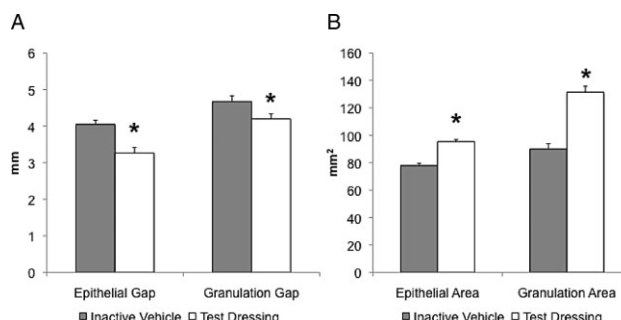 A
6
5
4
3
2
1
0
mm
*
*
Epithelial Gap Granulation Gap
Inactive Vehicle Test Dressing
B
160
140
120
100
80
60
40
20
0
mm²
*
*
Epithelial Area Granulation Area
Inactive Vehicle Test Dressing